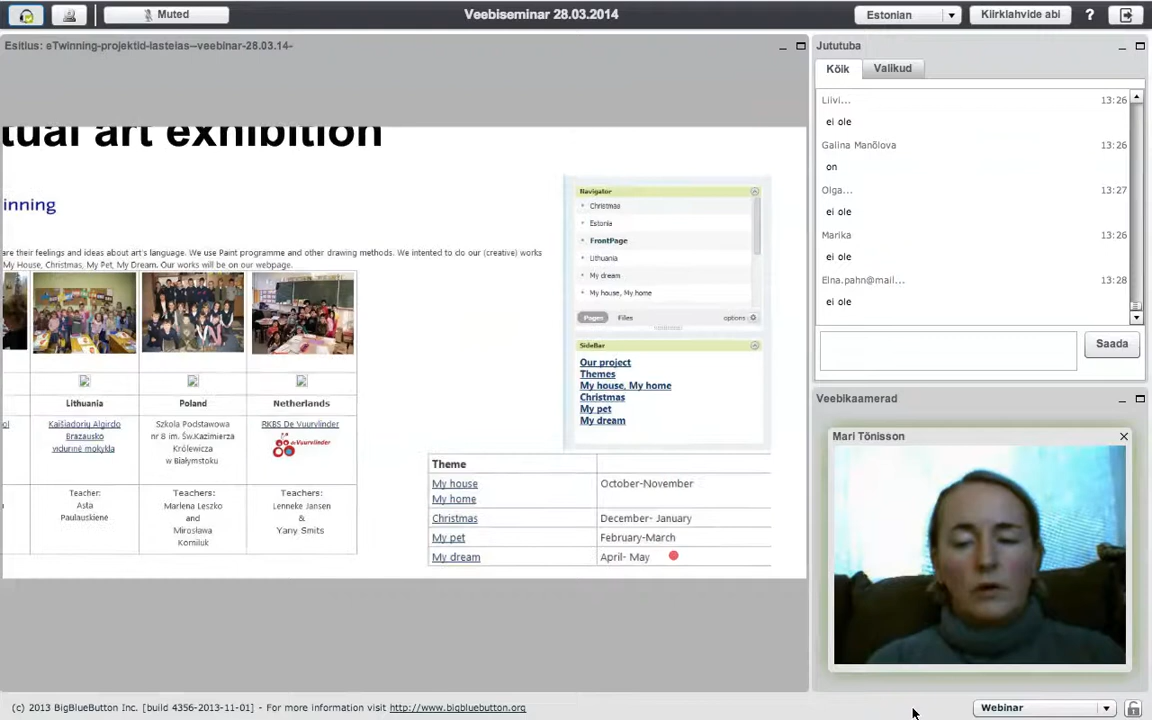 Muted
Veebiseminar 28.03.2014
Estonian
Kiirklahvide abi
?
Esitlus: eTwinning-projektid-lasteias--veebinar-28.03.14-
tual art exhibition
inning
are their feelings and ideas about art's language. We use Paint programme and other drawing methods. We intented to do our (creative) works
My House, Christmas, My Pet, My Dream. Our works will be on our webpage.
Lithuania
Poland
Netherlands
Kaišiadorių Algirdo
Brazausko
vidurinė mokykla
Szkoła Podstawowa
nr 8 im. Św.Kazimierza
Królewicza
w Białymstoku
RKBS De Vuurvlinder
deVuurvlinder
Teacher:
Asta
Paulauskiene
Teachers:
Marlena Leszko
and
Mirosława
Korniluk
Teachers:
Lenneke Jansen
&
Yany Smits
Navigator
Christmas
Estonia
FrontPage
Lithuania
My dream
My house, My home
Pages
Files
options
SideBar
Our project
Themes
My house, My home
Christmas
My pet
My dream
Theme
My house
My home
October-November
Christmas
December- January
My pet
February-March
My dream
April- May
Jututuba
Kõik
Valikud
Liivi...
13:26
ei ole
Galina Manõlova
13:26
on
Olga...
13:27
ei ole
Marika
13:26
ei ole
Elna.pahn@mail...
13:28
ei ole
Saada
Veebikaamerad
Mari Tõnisson
(c) 2013 BigBlueButton Inc. [build 4356-2013-11-01] - For more information visit http://www.bigbluebutton.org
Webinar